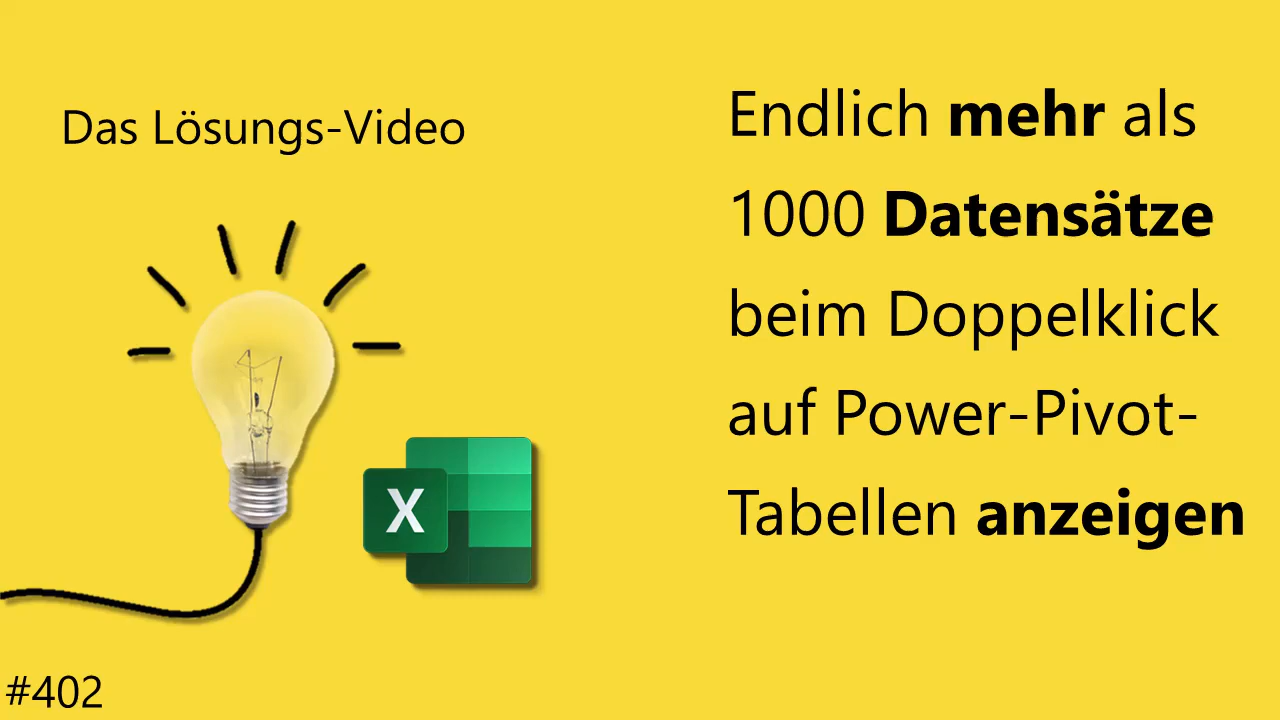 Das Lösungs-Video
Endlich mehr als
1000 Datensätze
beim Doppelklick
auf Power-Pivot-
Tabellen anzeigen
X
#402